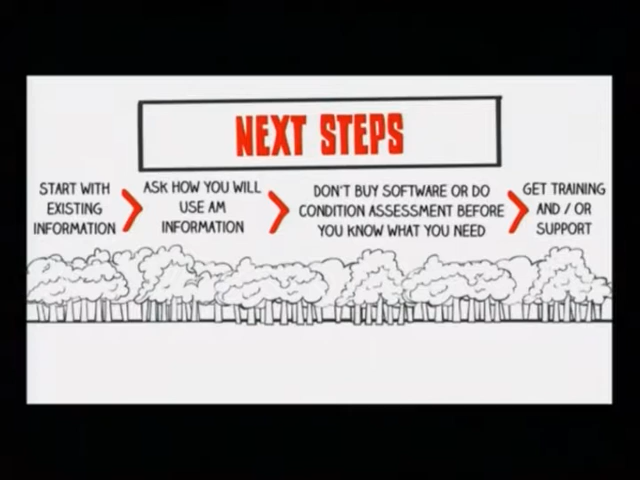 NEXT STEPS
START WITH
EXISTING
INFORMATION
ASK HOW YOU WILL
USE AM
INFORMATION
DON'T BUY SOFTWARE OR DO
CONDITION ASSESSMENT BEFORE
YOU KNOW WHAT YOU NEED
GET TRAINING
AND / OR
SUPPORT